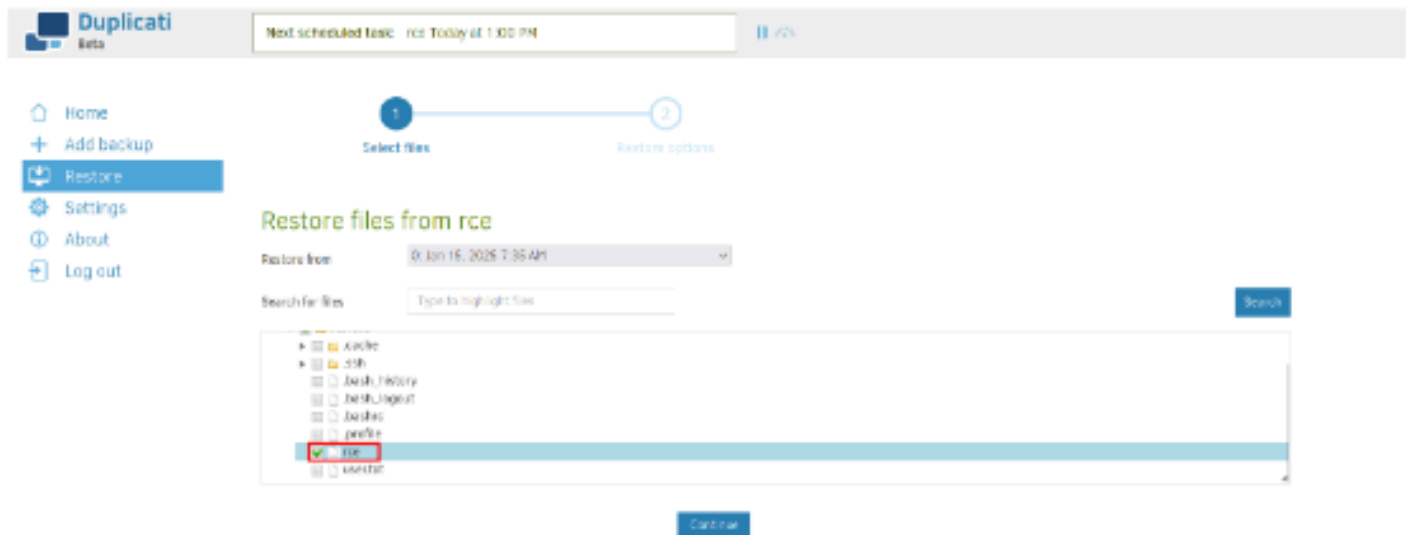 Duplicati
Beta
Next scheduled task rce Today at 1:00 PM
Home
Add backup
Restore
Settings
About
Log out
1
2
Select files
Restore options
Restore files from rce
Restore from
0: Jan 15, 2025 7:35 AM
Search for files
Type to highlight files
Search
.cache
.ssh
.bash_history
.bash_logout
.bashrc
.profile
rce
user.txt
Continue